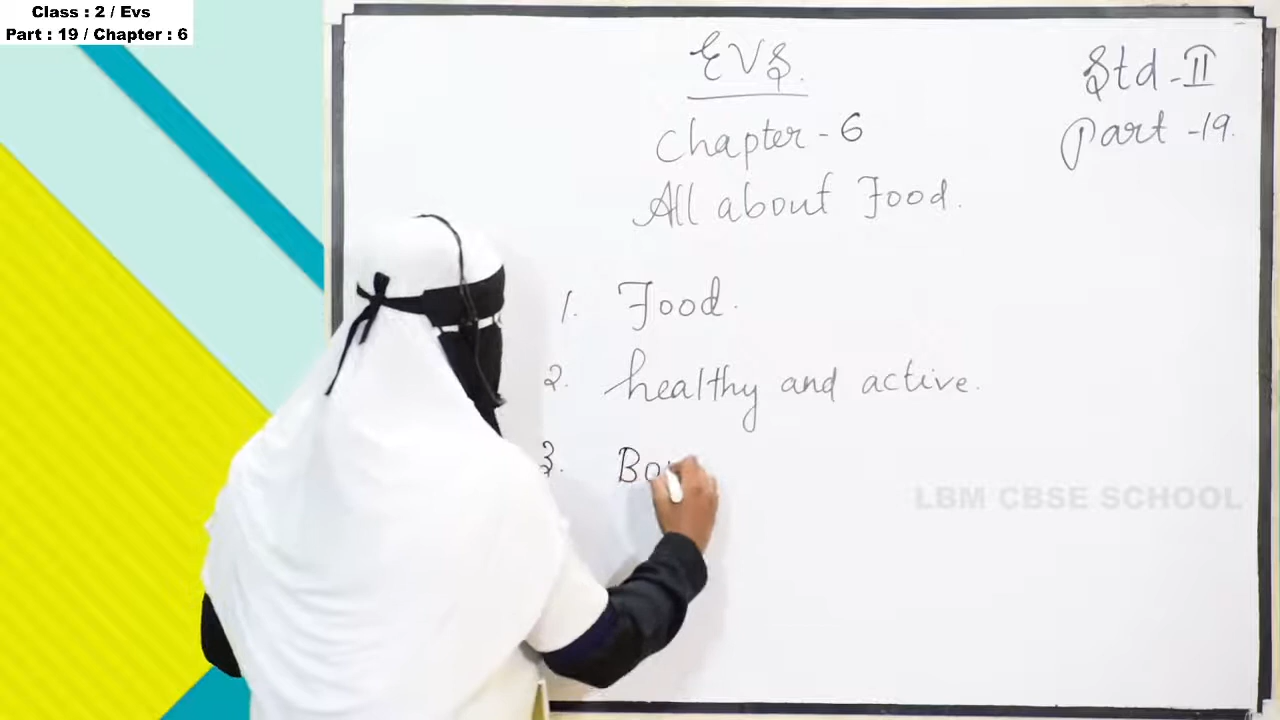 Class : 2 / Evs
Part : 19 / Chapter : 6
EVS.
Std - II
Chapter - 6
Part - 19.
All about Food.
1. Food.
2. healthy and active.
3.
LBM CBSE SCHOOL